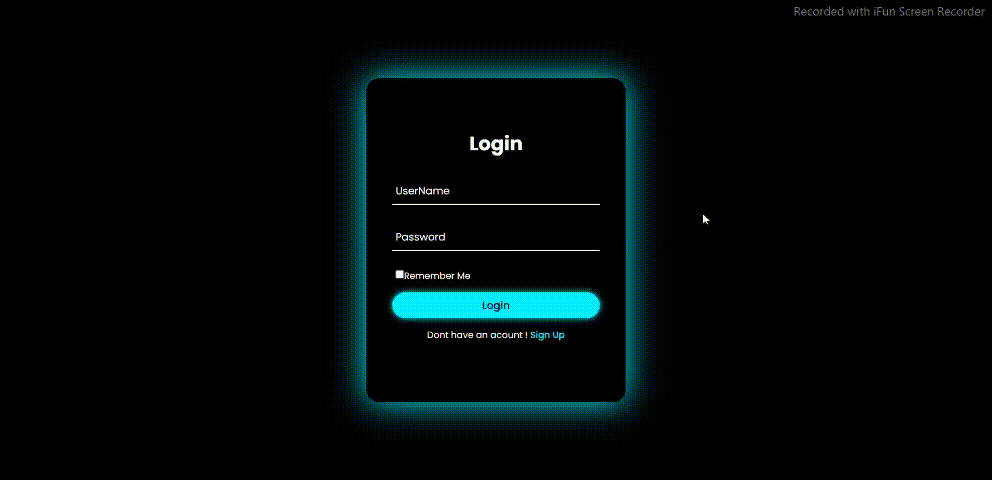 Recorded with iFun Screen Recorder
Login
UserName
Password
Remember Me
Login
Dont have an acount ! Sign Up